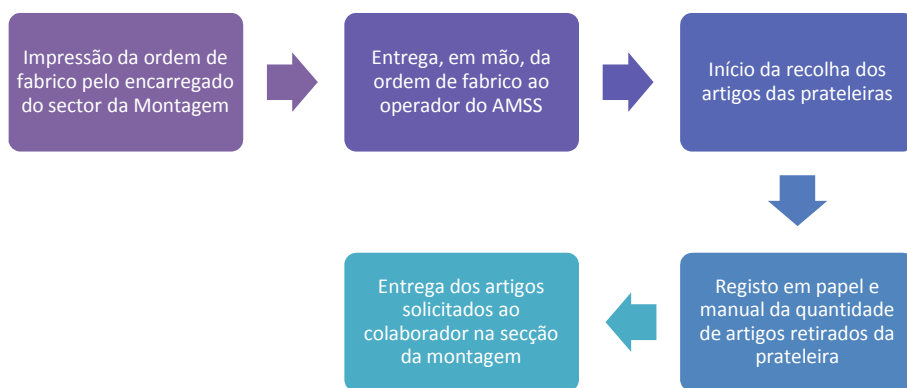 Impressão da ordem de
fabrico pelo encarregado
do sector da Montagem
Entrega, em mão, da
ordem de fabrico ao
operador do AMSS
Início da recolha dos
artigos das prateleiras
Registo em papel e
manual da quantidade
de artigos retirados da
prateleira
Entrega dos artigos
solicitados ao
colaborador na secção
da montagem